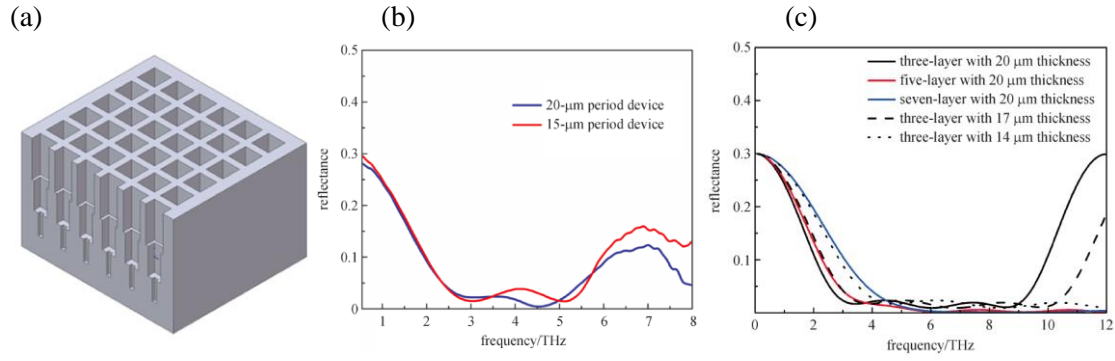 (a)
(b)
(c)
0.5
0.4
0.3
0.2
0.1
0
1 2 3 4 5 6 7 8
reflectance
frequency/THz
20-μm period device
15-μm period device
0.5
0.4
0.3
0.2
0.1
0 2 4 6 8 10 12
reflectance
frequency/THz
three-layer with 20 μm thickness
five-layer with 20 μm thickness
seven-layer with 20 μm thickness
three-layer with 17 μm thickness
three-layer with 14 μm thickness